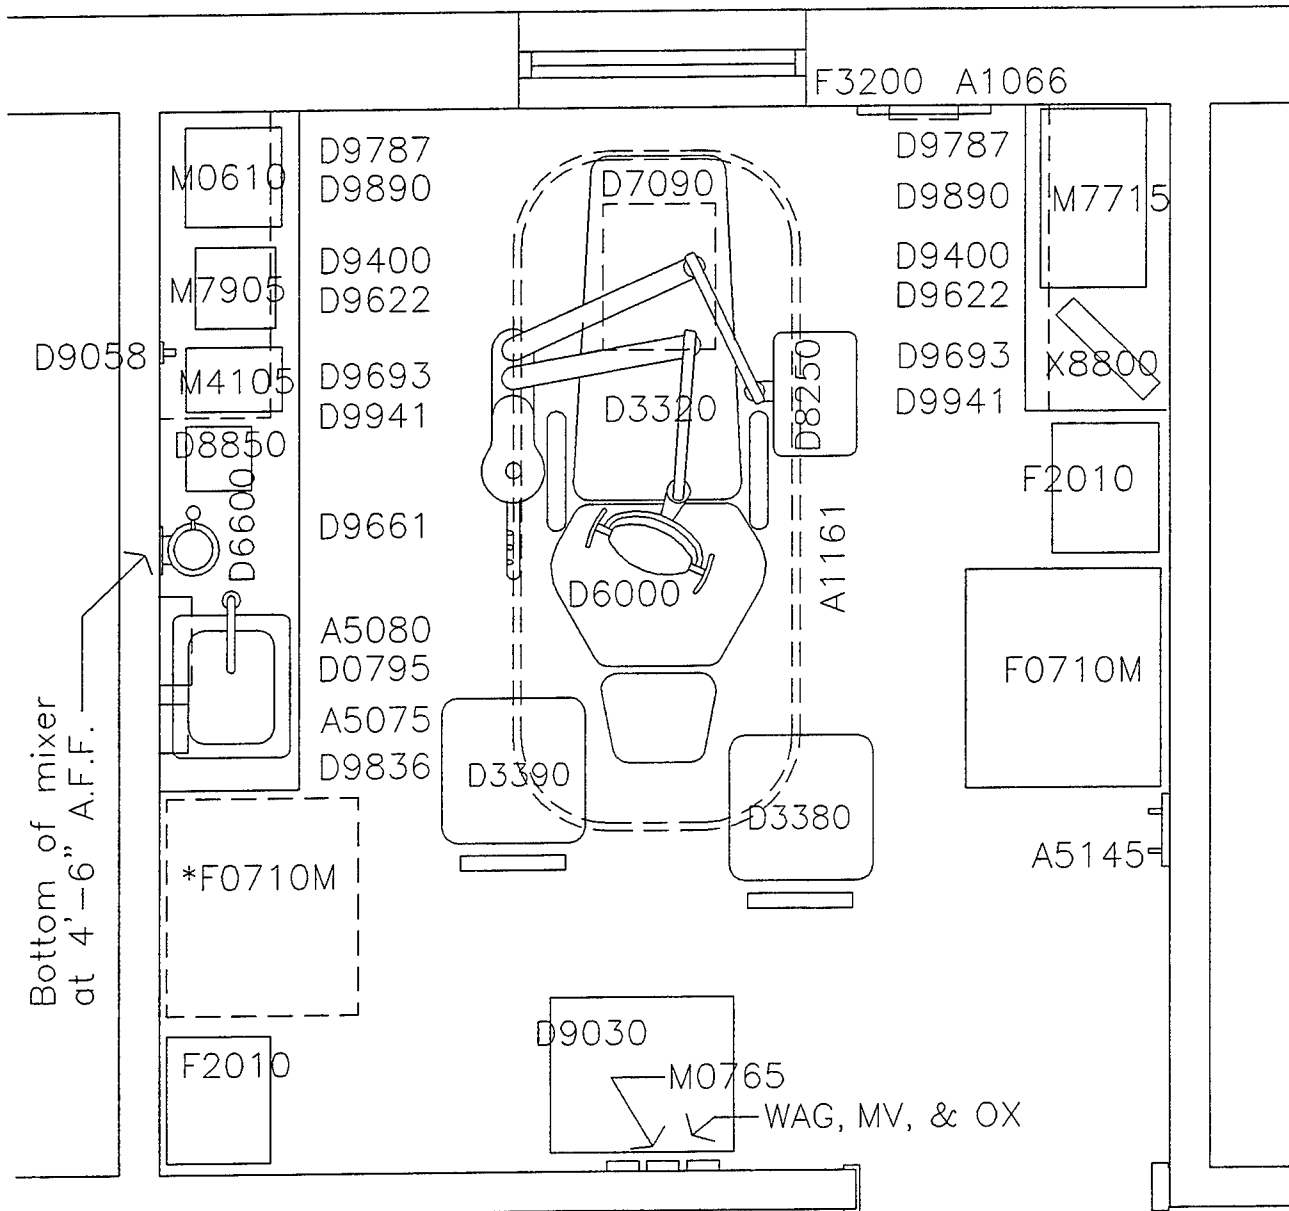 F3200 A1066
M0610
D9787
D9890
D7090
D9787
D9890
M7715
M7905
D9400
D9622
D9400
D9622
D9058
M4105
D9693
D9941
D3320
D8250
D9693
D9941
X8800
D8850
D6600
D9661
D6000
A1161
F2010
A5080
D0795
A5075
D9836
F0710M
D3390
D3380
A5145
Bottom of mixer
at 4'-6" A.F.F.
*F0710M
F2010
D9030
M0765
WAG, MV, & OX